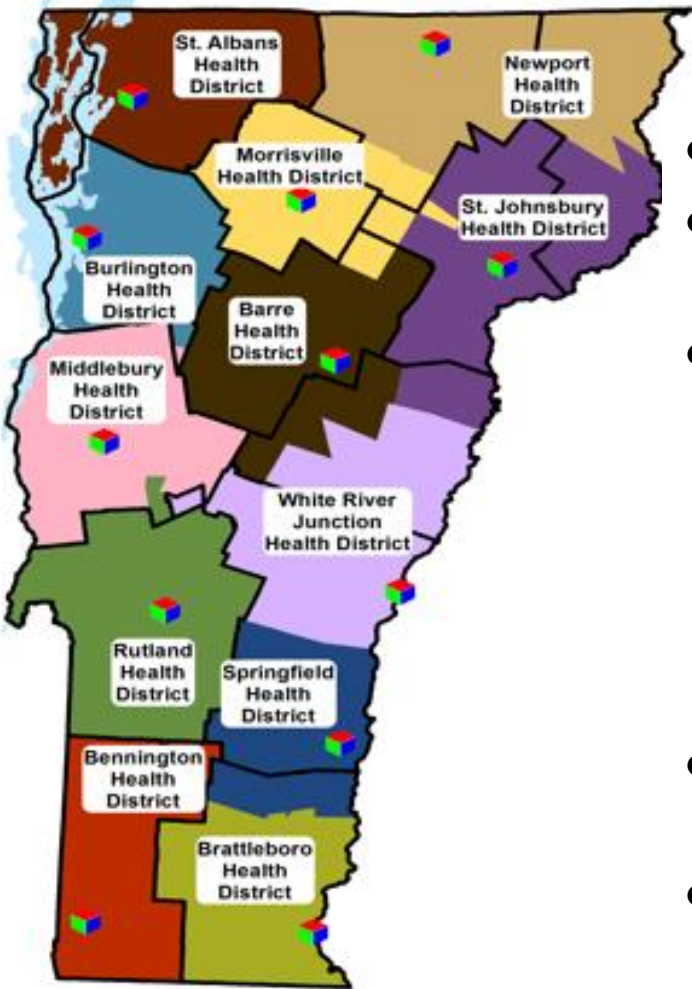 St. Albans
Health
District
Newport
Health
District
Morrisville
Health District
St. Johnsbury
Health District
Burlington
Health
District
Barre
Health
District
Middlebury
Health
District
White River
Junction
Health District
Rutland
Health
District
Springfield
Health
District
Bennington
Health
District
Brattleboro
Health
District